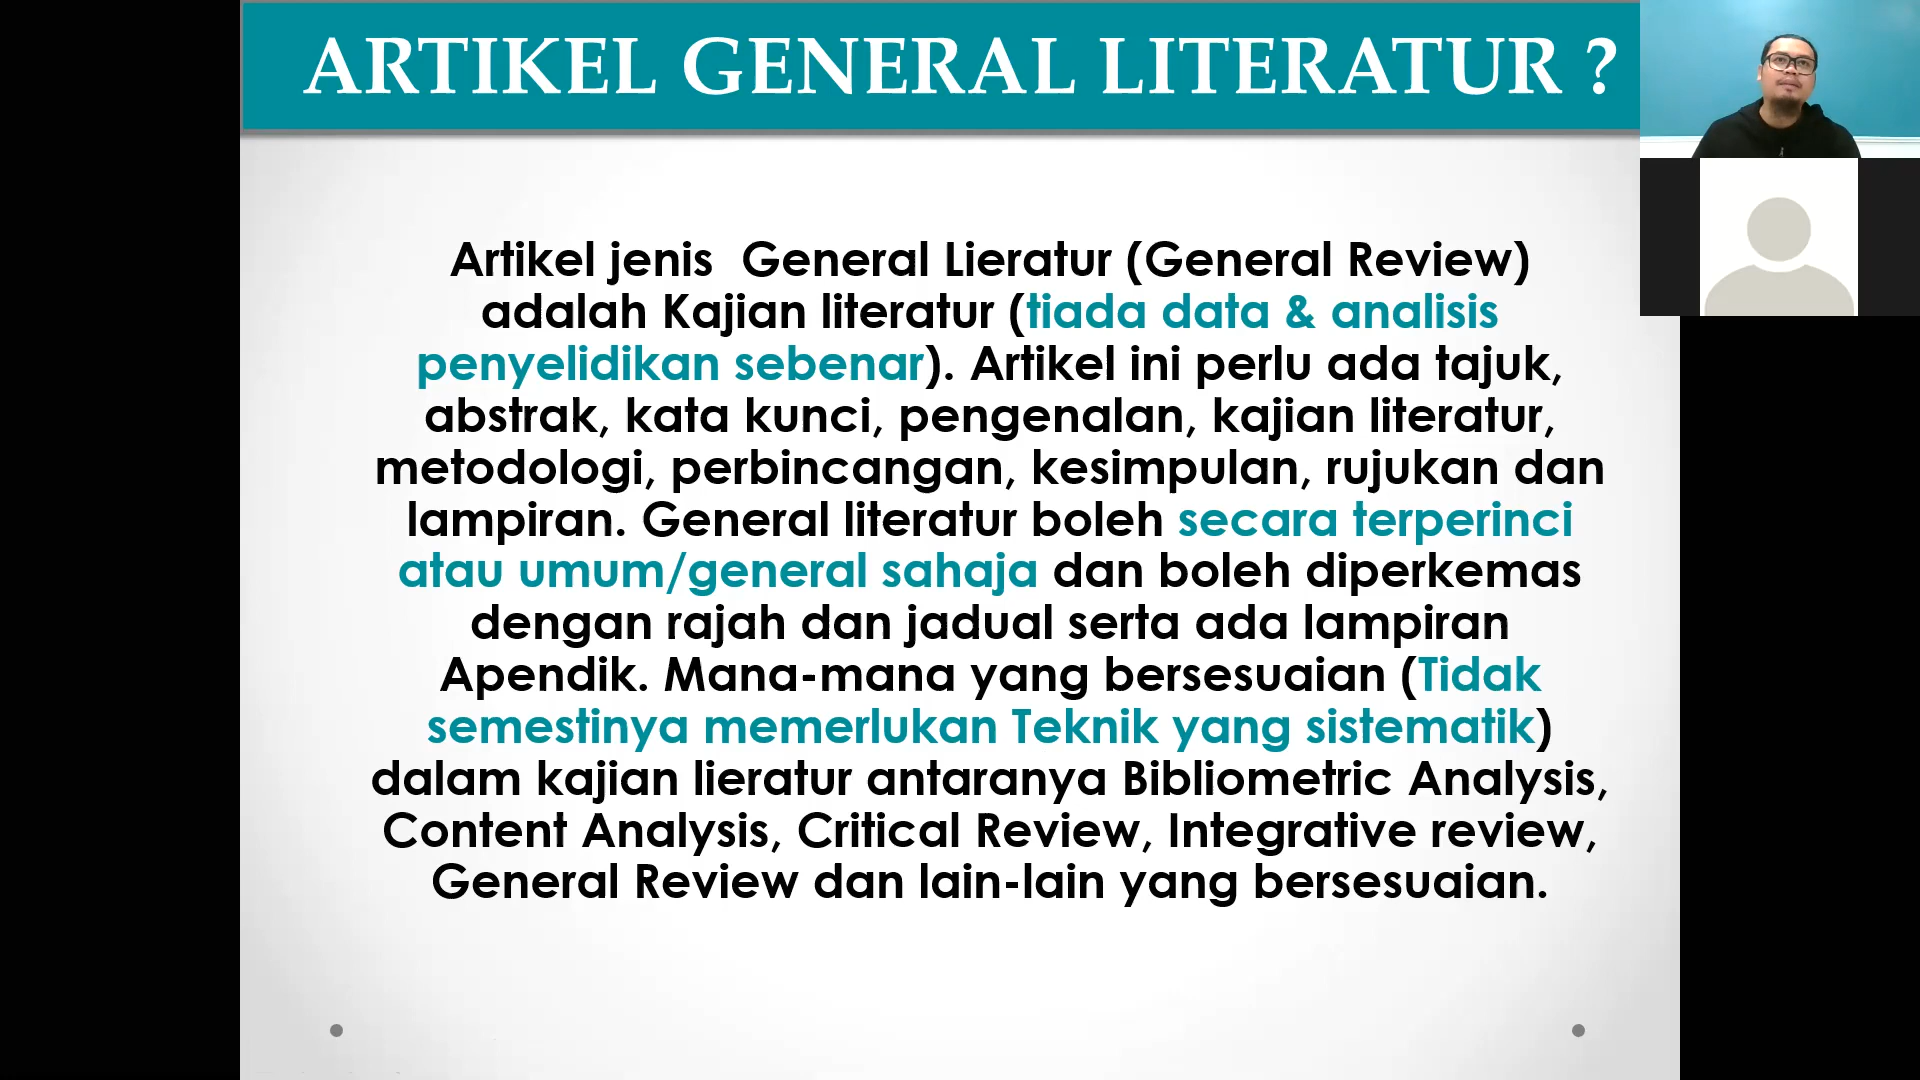 ARTIKEL GENERAL LITERATUR ?
Artikel jenis  General Lieratur (General Review)
adalah Kajian literatur (tiada data & analisis
penyelidikan sebenar). Artikel ini perlu ada tajuk,
abstrak, kata kunci, pengenalan, kajian literatur,
metodologi, perbincangan, kesimpulan, rujukan dan
lampiran. General literatur boleh secara terperinci
atau umum/general sahaja dan boleh diperkemas
dengan rajah dan jadual serta ada lampiran
Apendik. Mana-mana yang bersesuaian (Tidak
semestinya memerlukan Teknik yang sistematik)
dalam kajian lieratur antaranya Bibliometric Analysis,
Content Analysis, Critical Review, Integrative review,
General Review dan lain-lain yang bersesuaian.